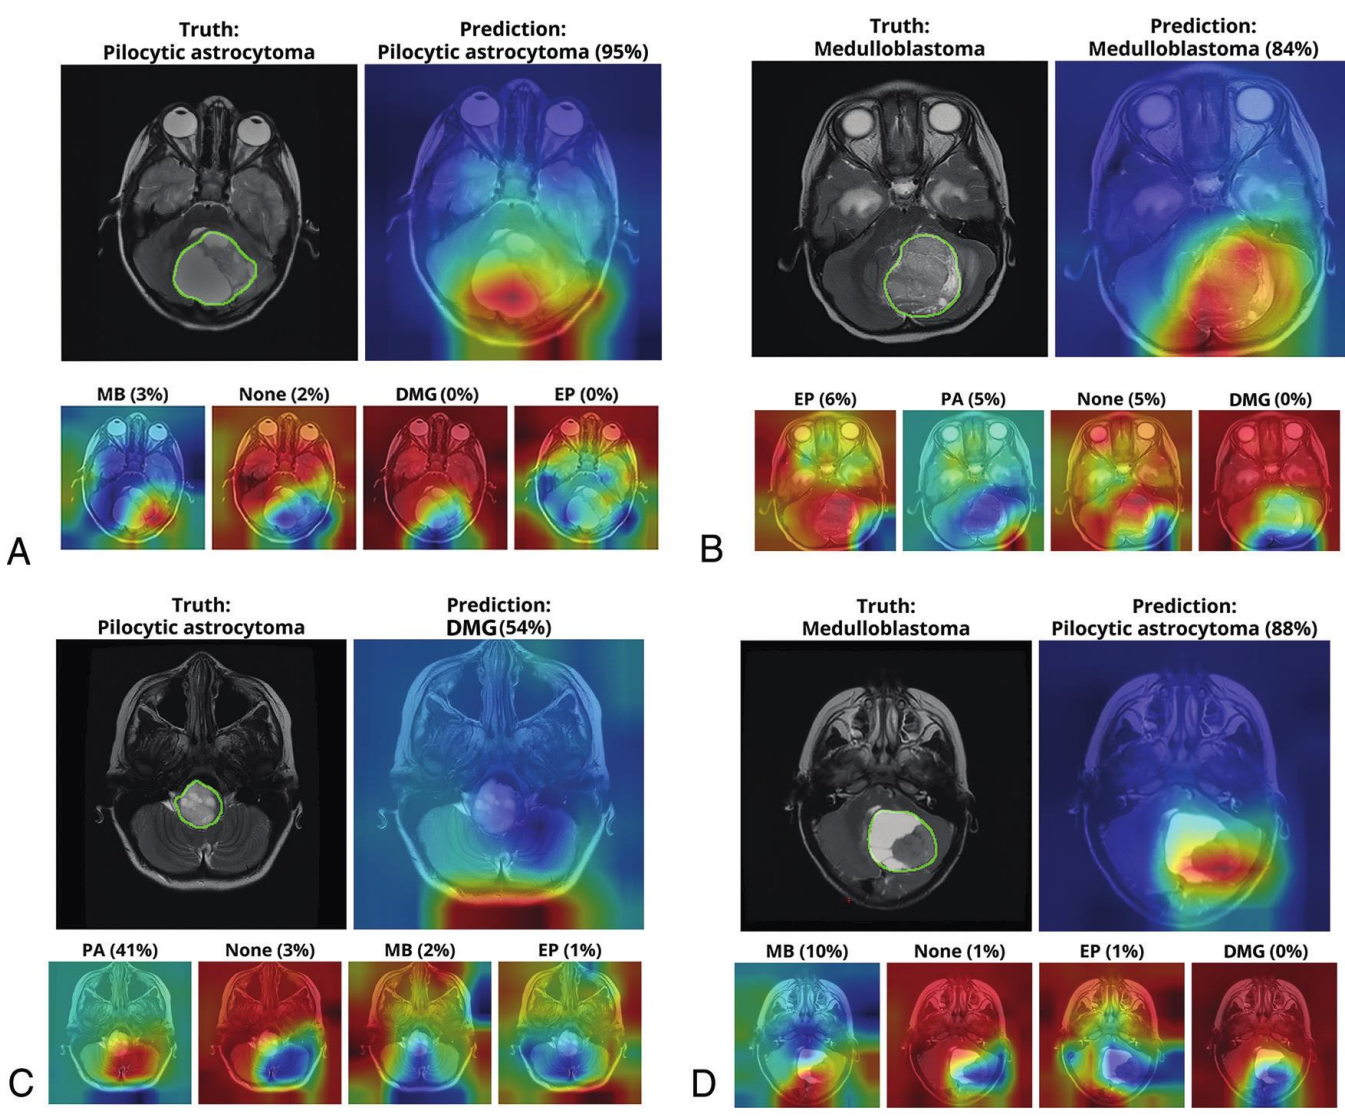 Truth:
Pilocytic astrocytoma
Prediction:
Pilocytic astrocytoma (95%)
MB (3%)
None (2%)
DMG (0%)
EP (0%)
A
Truth:
Medulloblastoma
Prediction:
Medulloblastoma (84%)
EP (6%)
PA (5%)
None (5%)
DMG (0%)
B
Truth:
Pilocytic astrocytoma
Prediction:
DMG (54%)
PA (41%)
None (3%)
MB (2%)
EP (1%)
C
Truth:
Medulloblastoma
Prediction:
Pilocytic astrocytoma (88%)
MB (10%)
None (1%)
EP (1%)
DMG (0%)
D